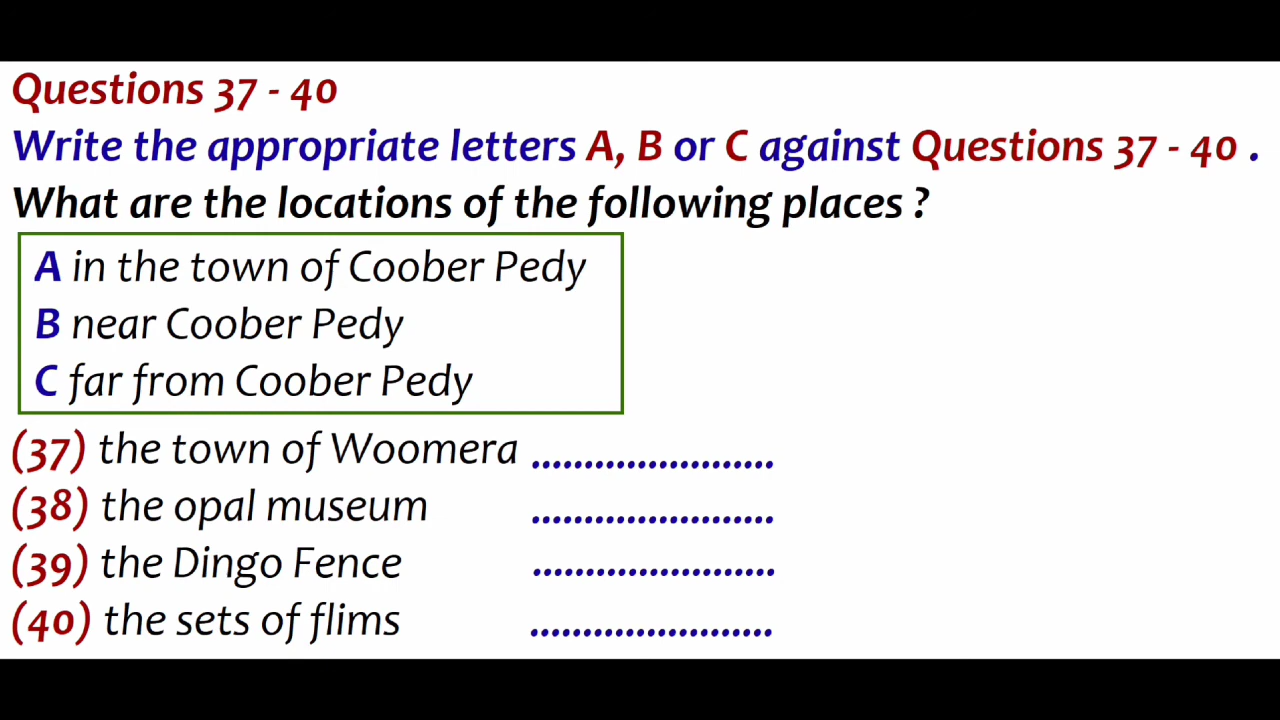 Questions 37 - 40
Write the appropriate letters A, B or C against Questions 37 - 40 .
What are the locations of the following places ?
A in the town of Coober Pedy
B near Coober Pedy
C far from Coober Pedy
(37) the town of Woomera ........................
(38) the opal museum ........................
(39) the Dingo Fence ........................
(40) the sets of flims ........................